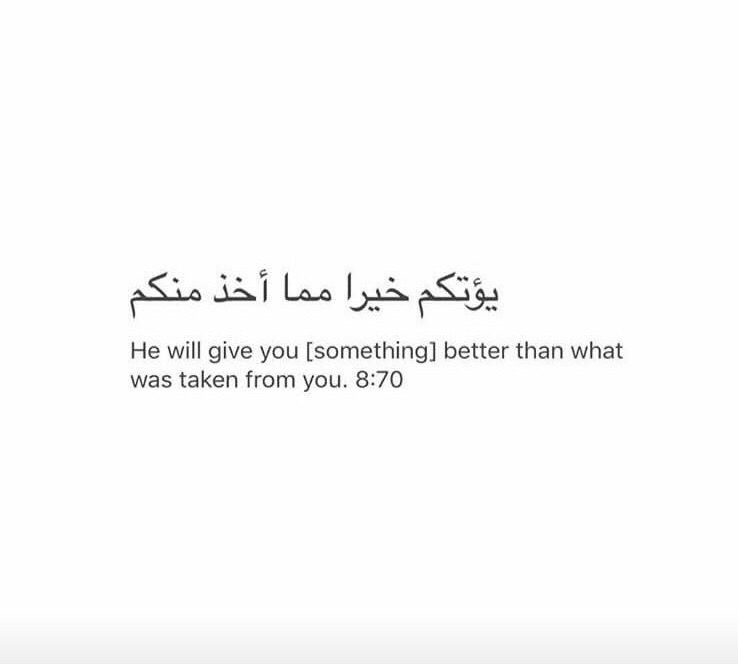 يؤتكم خيرا مما أخذ منكم
He will give you [something] better than what
was taken from you. 8:70